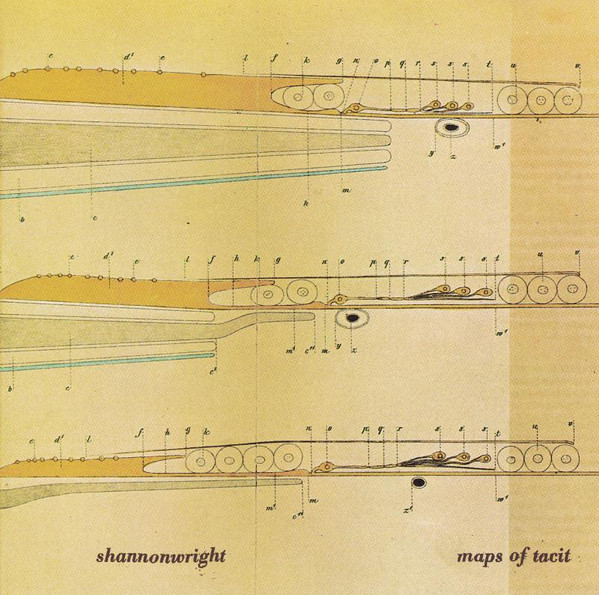 e d' e l f k g n o p q r s s s t u v
y z w'
b c k m
e d' e l f h k g n o p q r s s s t u v
m' c'' m y x w'
b c c'
e d' l f h g k n o p q r s s s t u v
m' c'' m x' w'
shannonwright maps of tacit